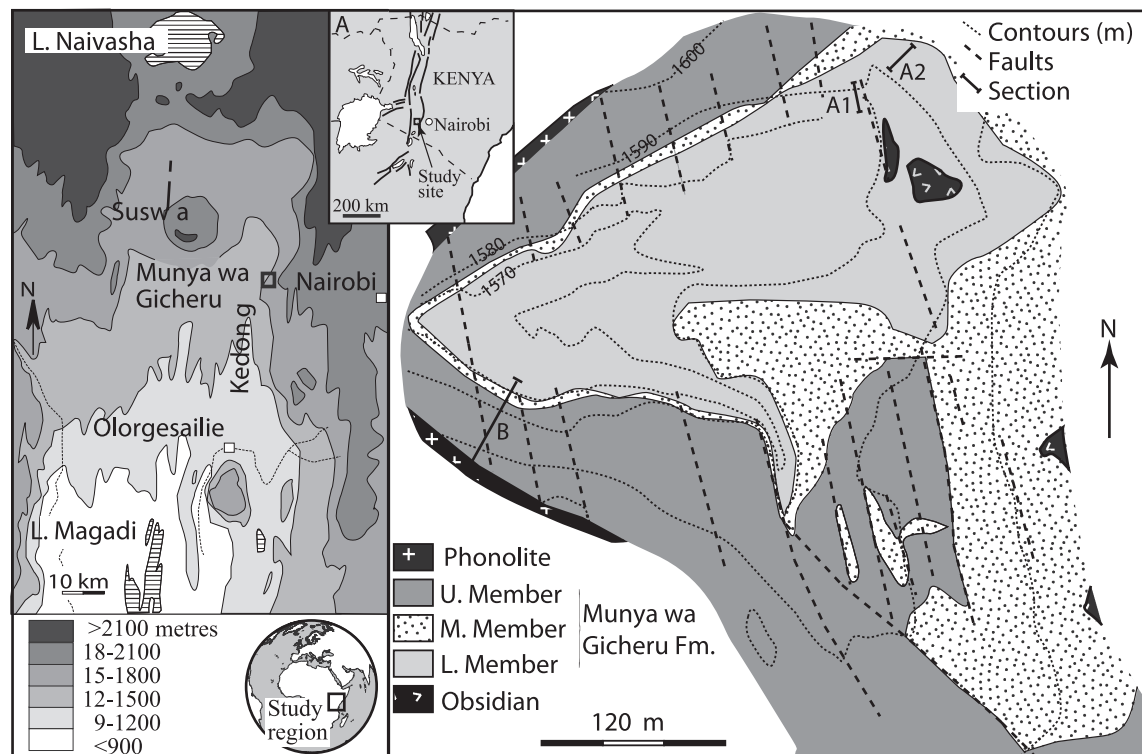 L. Naivasha
Susw a
Munya wa
Gicheru
Nairobi
N
Kedong
Olorgesailie
L. Magadi
10 km
>2100 metres
18-2100
15-1800
12-1500
9-1200
<900
Study
region
A
KENYA
Nairobi
Study
site
200 km
Contours (m)
Faults
Section
1600
A2
A1
1590
1580
1570
B
N
Phonolite
U. Member
M. Member
L. Member
Obsidian
Munya wa
Gicheru Fm.
120 m